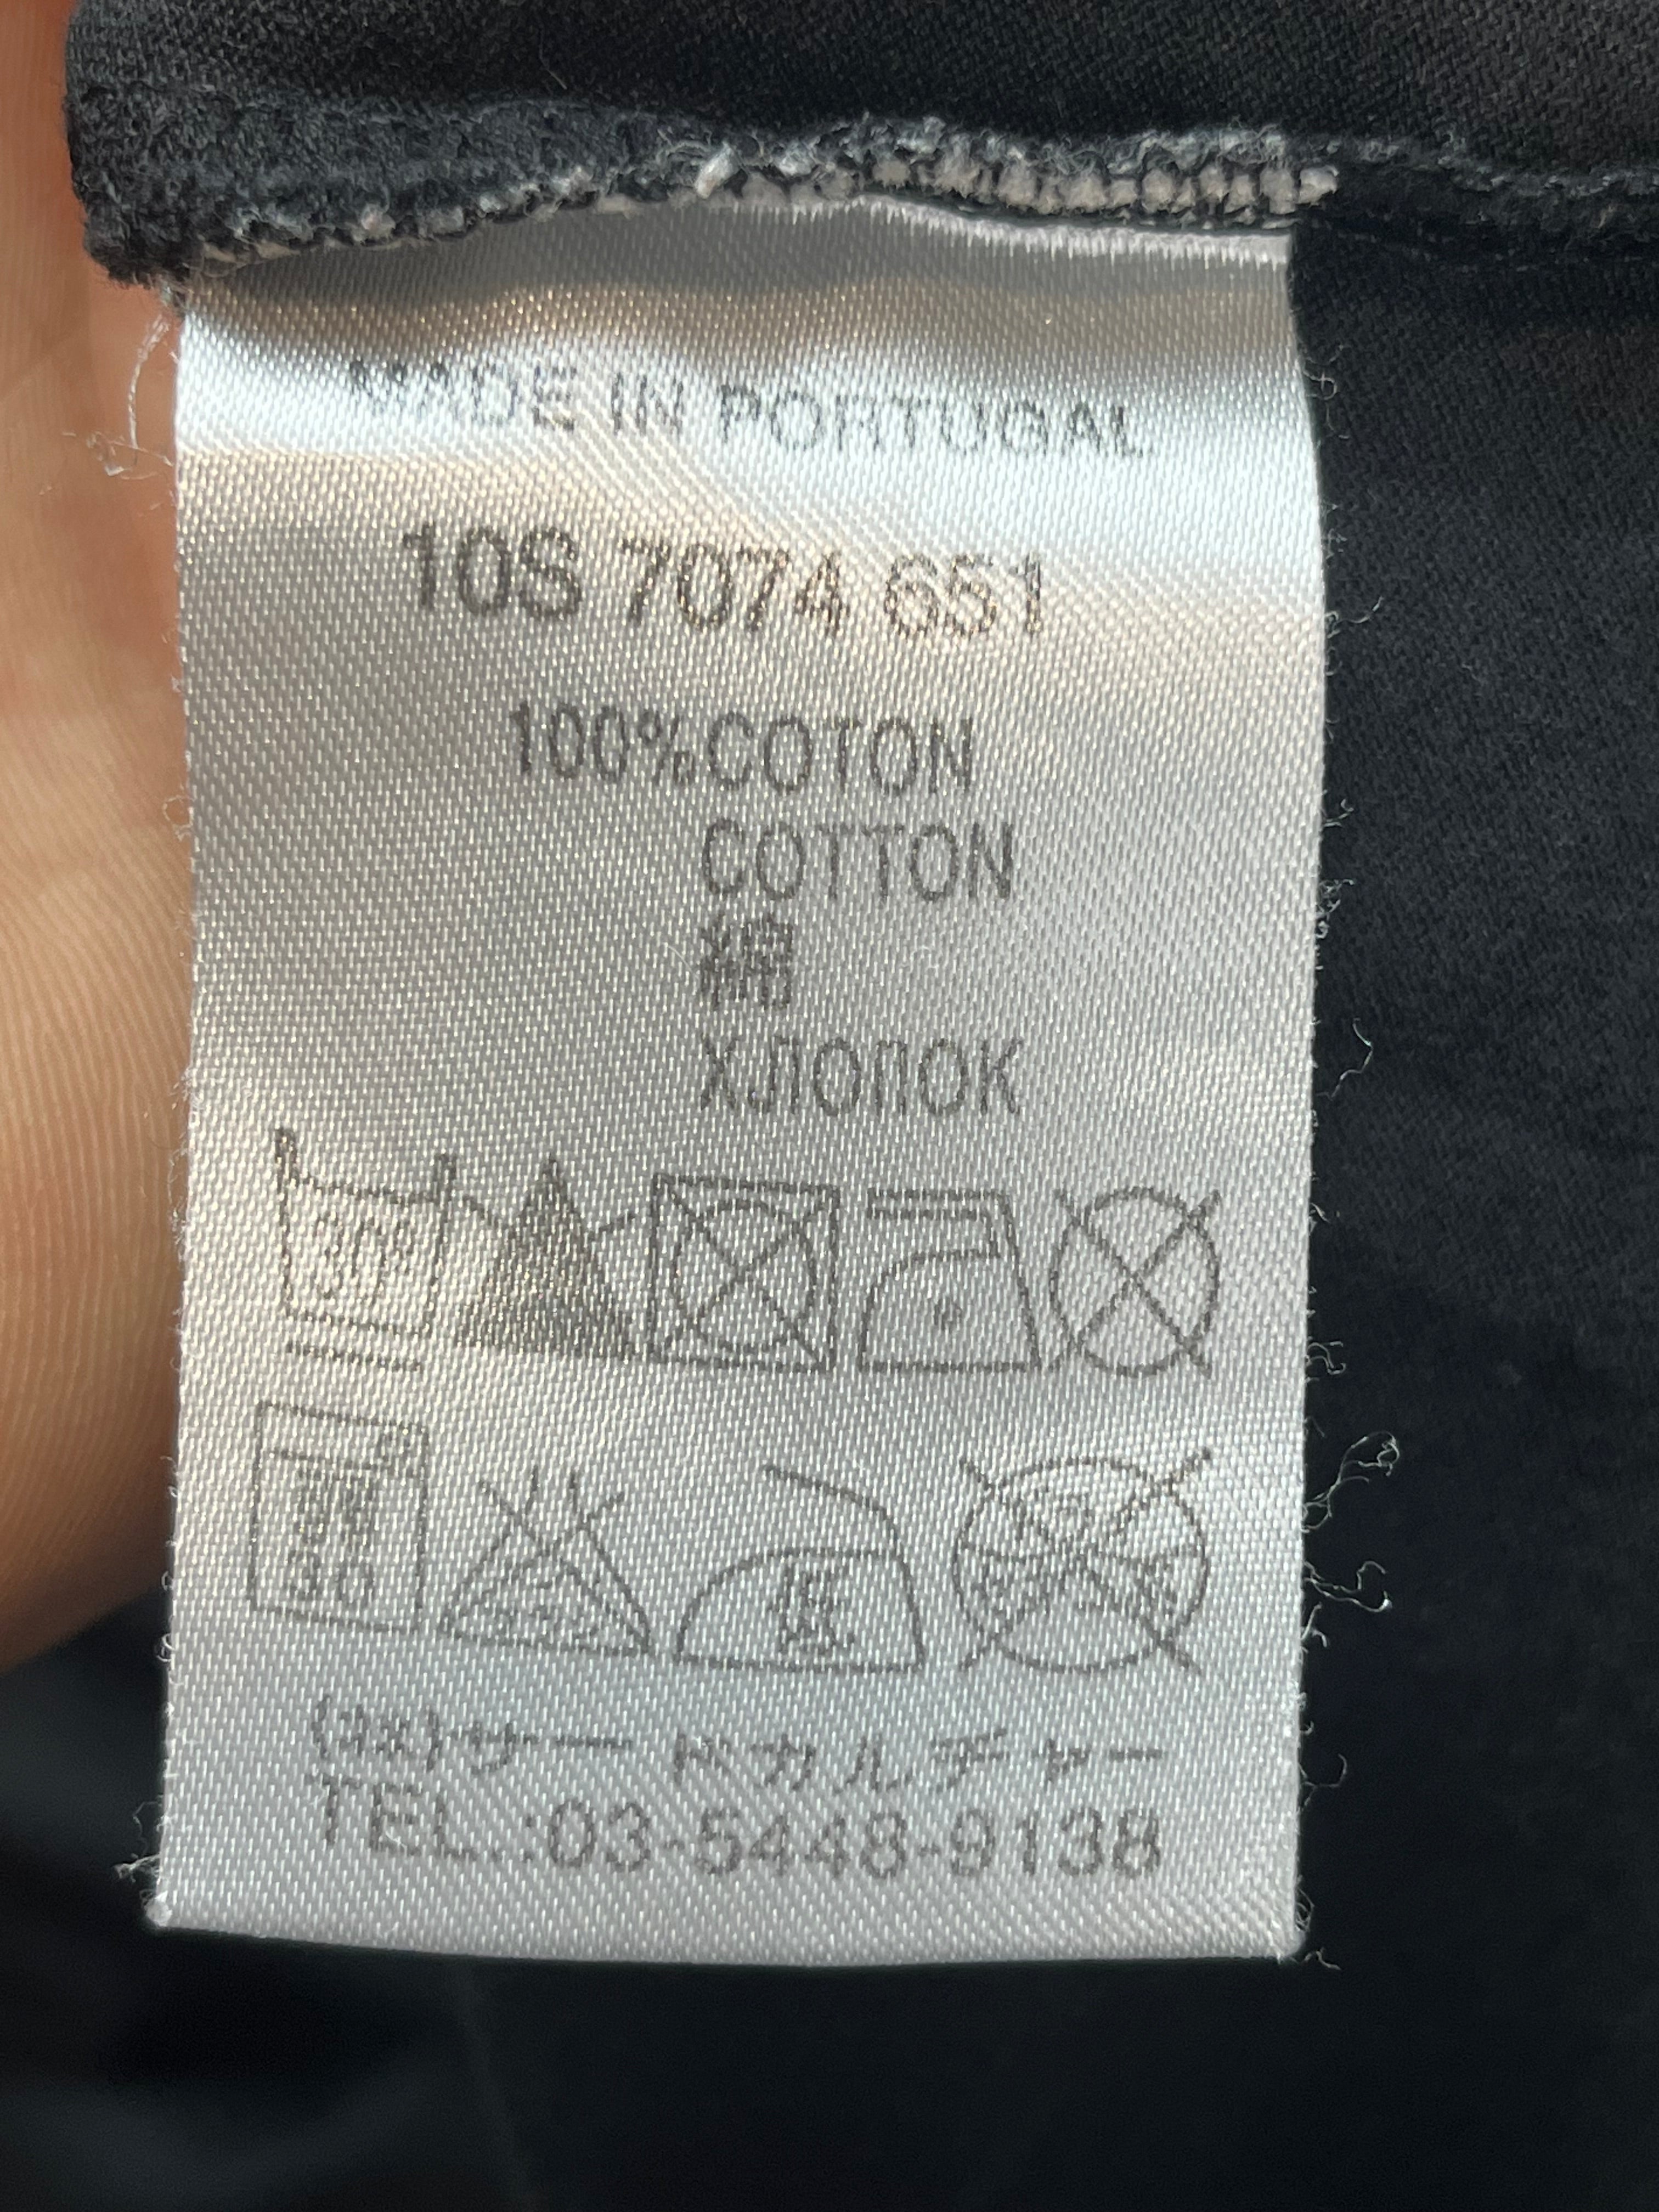 MADE IN PORTUGAL
10S 7074 651
100%COTON
COTTON
綿
ХЛОПОК
30°
(株)サードカルチャー
TEL.:03-5448-9138